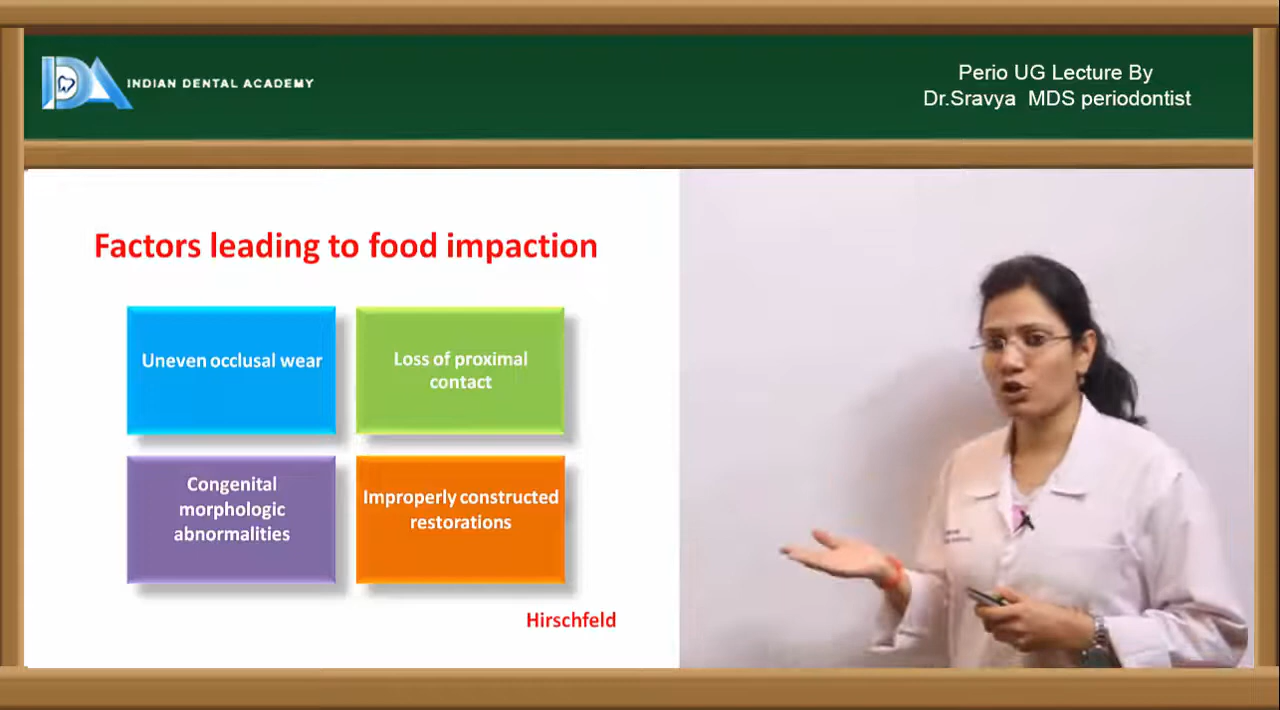 INDIAN DENTAL ACADEMY
Perio UG Lecture By
Dr.Sravya MDS periodontist
Factors leading to food impaction
Uneven occlusal wear
Loss of proximal
contact
Congenital
morphologic
abnormalities
Improperly constructed
restorations
Hirschfeld